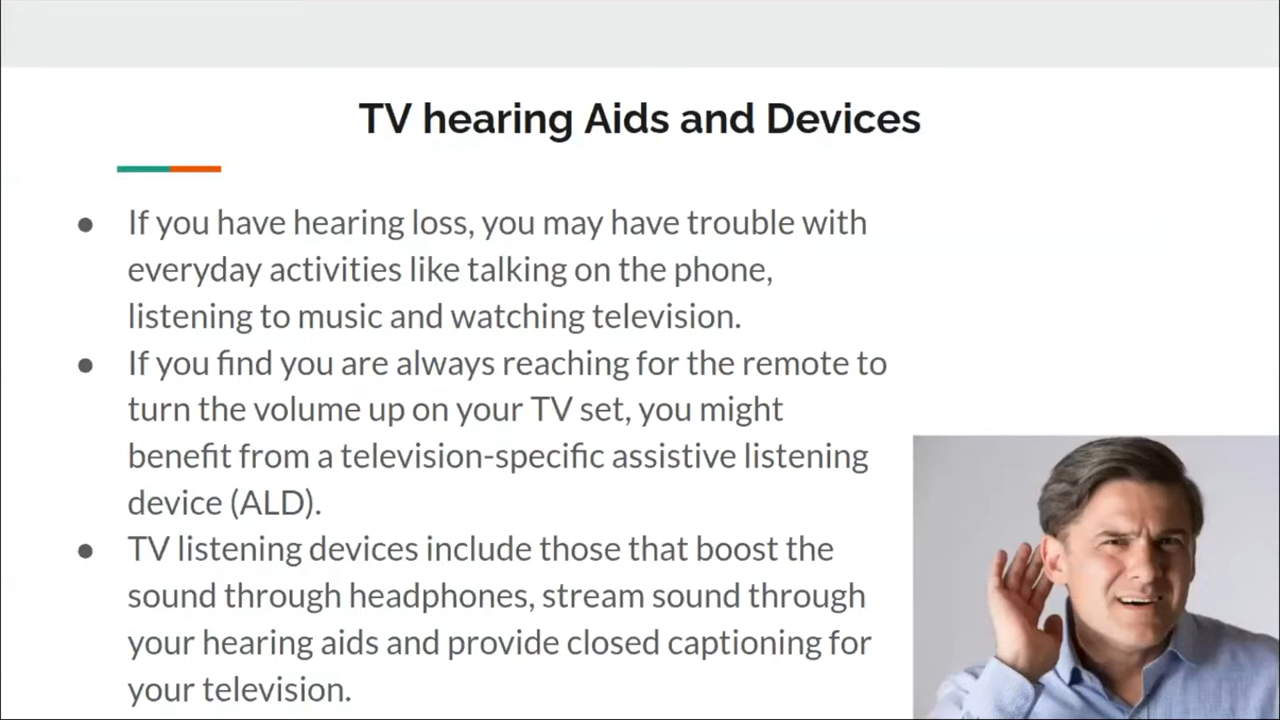 TV hearing Aids and Devices
● If you have hearing loss, you may have trouble with
everyday activities like talking on the phone,
listening to music and watching television.
● If you find you are always reaching for the remote to
turn the volume up on your TV set, you might
benefit from a television-specific assistive listening
device (ALD).
● TV listening devices include those that boost the
sound through headphones, stream sound through
your hearing aids and provide closed captioning for
your television.